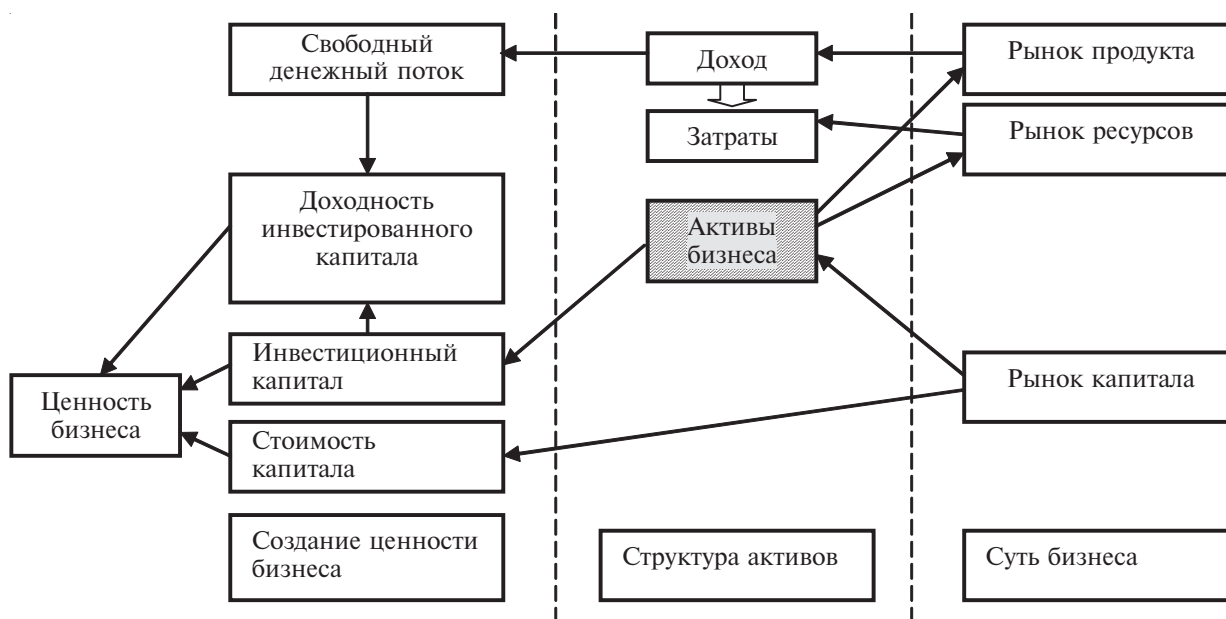 Свободный
денежный поток
Доход
Рынок продукта
Затраты
Рынок ресурсов
Доходность
инвестированного
капитала
Активы
бизнеса
Инвестиционный
капитал
Рынок капитала
Ценность
бизнеса
Стоимость
капитала
Создание ценности
бизнеса
Структура активов
Суть бизнеса